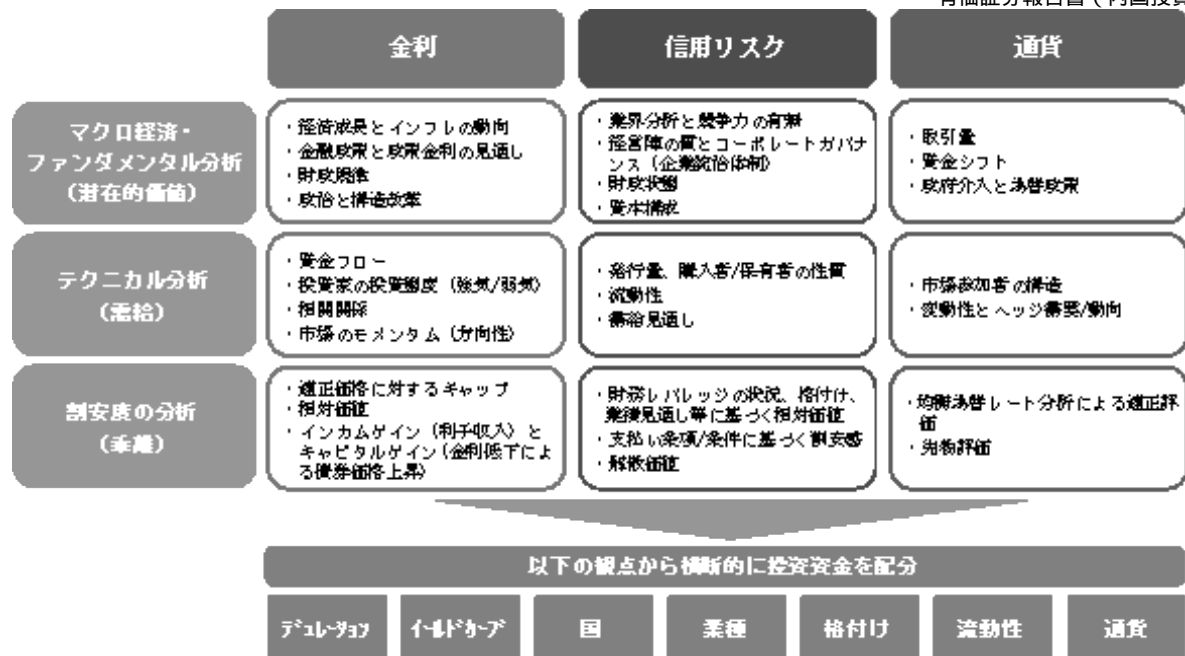 有価証券報告書（内国投資
金利
信用リスク
通貨
マクロ経済・
ファンダメンタル分析
（潜在的価値）
・経済成長とインフレの動向
・金融政策と政策金利の見通し
・財政規律
・政治と構造改革
・業界分析と競争力の有無
・経営陣の質とコーポレートガバナ
ンス（企業統治体制）
・財政状態
・資本構成
・取引量
・資金シフト
・政府介入と為替政策
テクニカル分析
（需給）
・資金フロー
・投資家の投資態度（強気/弱気）
・相関関係
・市場のモメンタム（方向性）
・発行量、購入者/保有者の性質
・流動性
・需給見通し
・市場参加者の構造
・変動性とヘッジ需要/動向
割安度の分析
（乖離）
・適正価格に対するギャップ
・相対価値
・インカムゲイン（利子収入）と
キャピタルゲイン（金利低下によ
る債券価格上昇）
・財務レバレッジの状況、格付け、
業績見通し等に基づく相対価値
・支払い条項/条件に基づく割安感
・解散価値
・均衡為替レート分析による適正評
価
・先物評価
以下の観点から横断的に投資資金を配分
デュレーション
イールドカーブ
国
業種
格付け
流動性
通貨